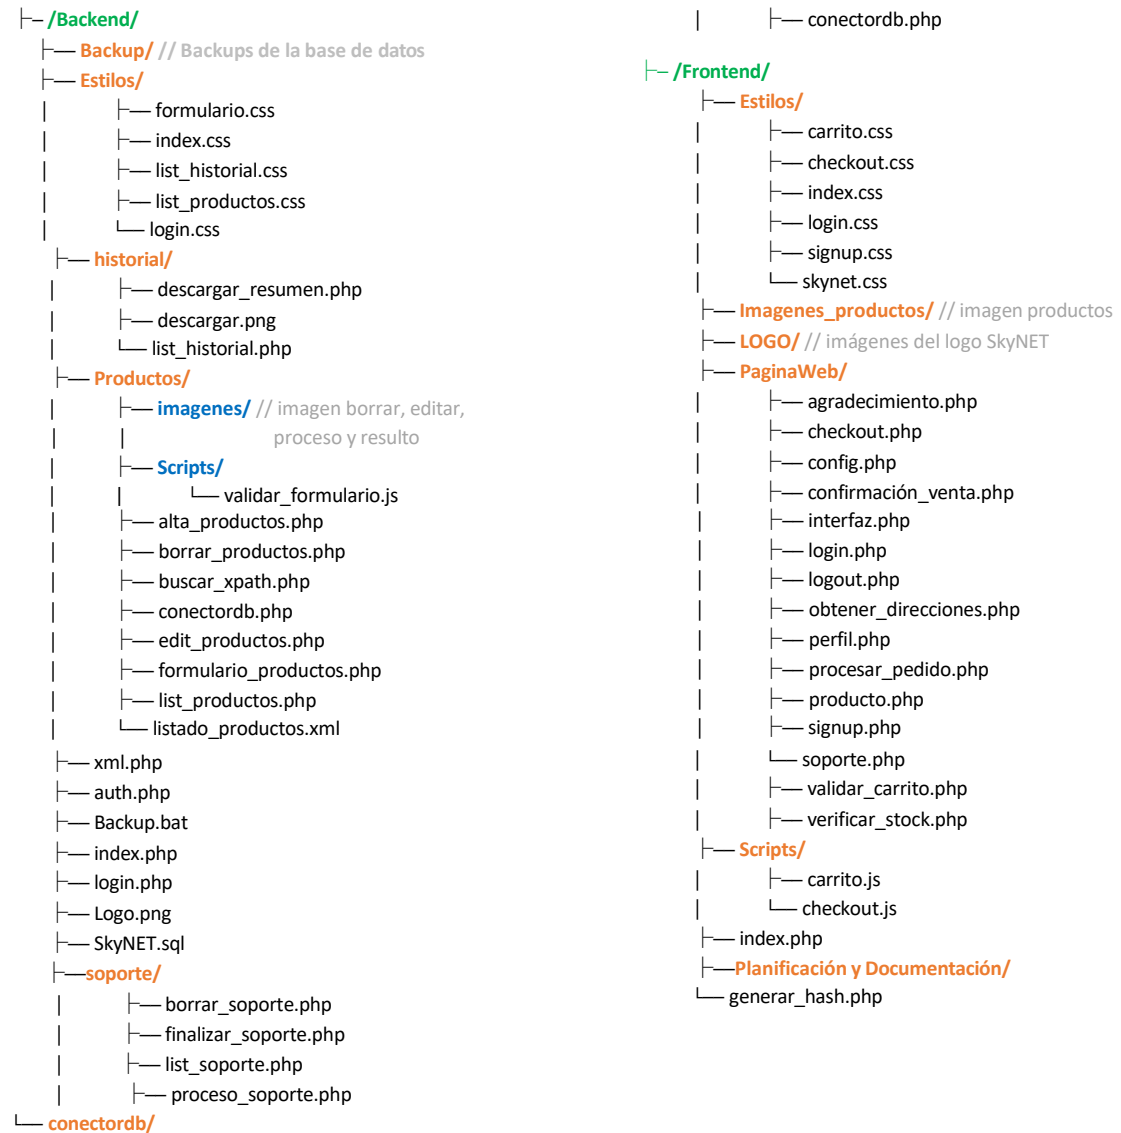 ├– /Backend/
├── Backup/ // Backups de la base de datos
├── Estilos/
│ ├── formulario.css
│ ├── index.css
│ ├── list_historial.css
│ ├── list_productos.css
│ └── login.css
├── historial/
│ ├── descargar_resumen.php
│ ├── descargar.png
│ └── list_historial.php
├── Productos/
│ ├── imagenes/ // imagen borrar, editar,
│ │ proceso y resulto
│ ├── Scripts/
│ │ └── validar_formulario.js
│ ├── alta_productos.php
│ ├── borrar_productos.php
│ ├── buscar_xpath.php
│ ├── conectordb.php
│ ├── edit_productos.php
│ ├── formulario_productos.php
│ ├── list_productos.php
│ └── listado_productos.xml
├── xml.php
├── auth.php
├── Backup.bat
├── index.php
├── login.php
├── Logo.png
├── SkyNET.sql
├──soporte/
│ ├── borrar_soporte.php
│ ├── finalizar_soporte.php
│ ├── list_soporte.php
│ ├── proceso_soporte.php
└── conectordb/
│ ├── conectordb.php
├– /Frontend/
├── Estilos/
│ ├── carrito.css
│ ├── checkout.css
│ ├── index.css
│ ├── login.css
│ ├── signup.css
│ └── skynet.css
├── Imagenes_productos/ // imagen productos
├── LOGO/ // imágenes del logo SkyNET
├── PaginaWeb/
│ ├── agradecimiento.php
│ ├── checkout.php
│ ├── config.php
│ ├── confirmación_venta.php
│ ├── interfaz.php
│ ├── login.php
│ ├── logout.php
│ ├── obtener_direcciones.php
│ ├── perfil.php
│ ├── procesar_pedido.php
│ ├── producto.php
│ ├── signup.php
│ └── soporte.php
│ ├── validar_carrito.php
│ ├── verificar_stock.php
├── Scripts/
│ ├── carrito.js
│ └── checkout.js
├── index.php
├──Planificación y Documentación/
└── generar_hash.php